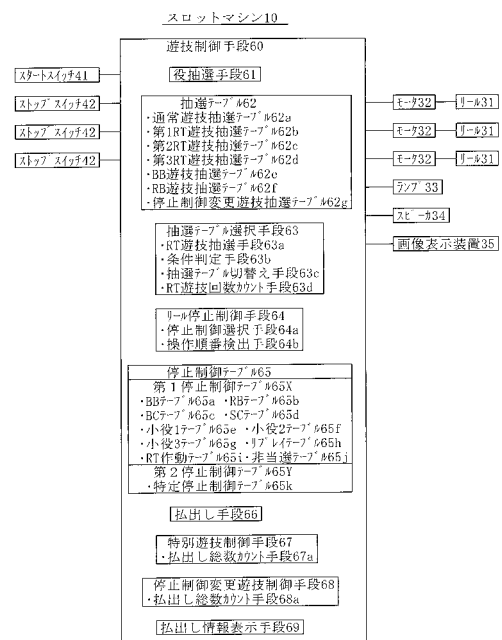 スロットマシン10
遊技制御手段60
役抽選手段61
スタートスイッチ41
ストップスイッチ42
ストップスイッチ42
ストップスイッチ42
抽選テーブル62
・通常遊技抽選テーブル62a
・第1RT遊技抽選テーブル62b
・第2RT遊技抽選テーブル62c
・第3RT遊技抽選テーブル62d
・BB遊技抽選テーブル62e
・RB遊技抽選テーブル62f
・停止制御変更遊技抽選テーブル62g
モータ32 リール31
モータ32 リール31
モータ32 リール31
ランプ33
スピーカ34
画像表示装置35
抽選テーブル選択手段63
・RT遊技抽選手段63a
・条件判定手段63b
・抽選テーブル切替え手段63c
・RT遊技回数カウント手段63d
リール停止制御手段64
・停止制御選択手段64a
・操作順番検出手段64b
停止制御テーブル65
第1停止制御テーブル65X
・BBテーブル65a ・RBテーブル65b
・BCテーブル65c ・SCテーブル65d
・小役1テーブル65e ・小役2テーブル65f
・小役3テーブル65g ・リプレイテーブル65h
・RT作動テーブル65i ・非当選テーブル65j
第2停止制御テーブル65Y
・特定停止制御テーブル65k
払出し手段66
特別遊技制御手段67
・払出し総数カウント手段67a
停止制御変更遊技制御手段68
・払出し総数カウント手段68a
払出し情報表示手段69